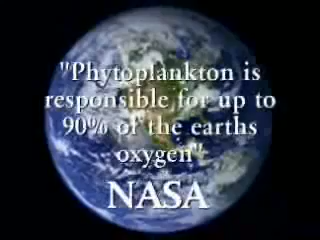 "Phytoplankton is
responsible for up to
90% of the earths
oxygen"
NASA